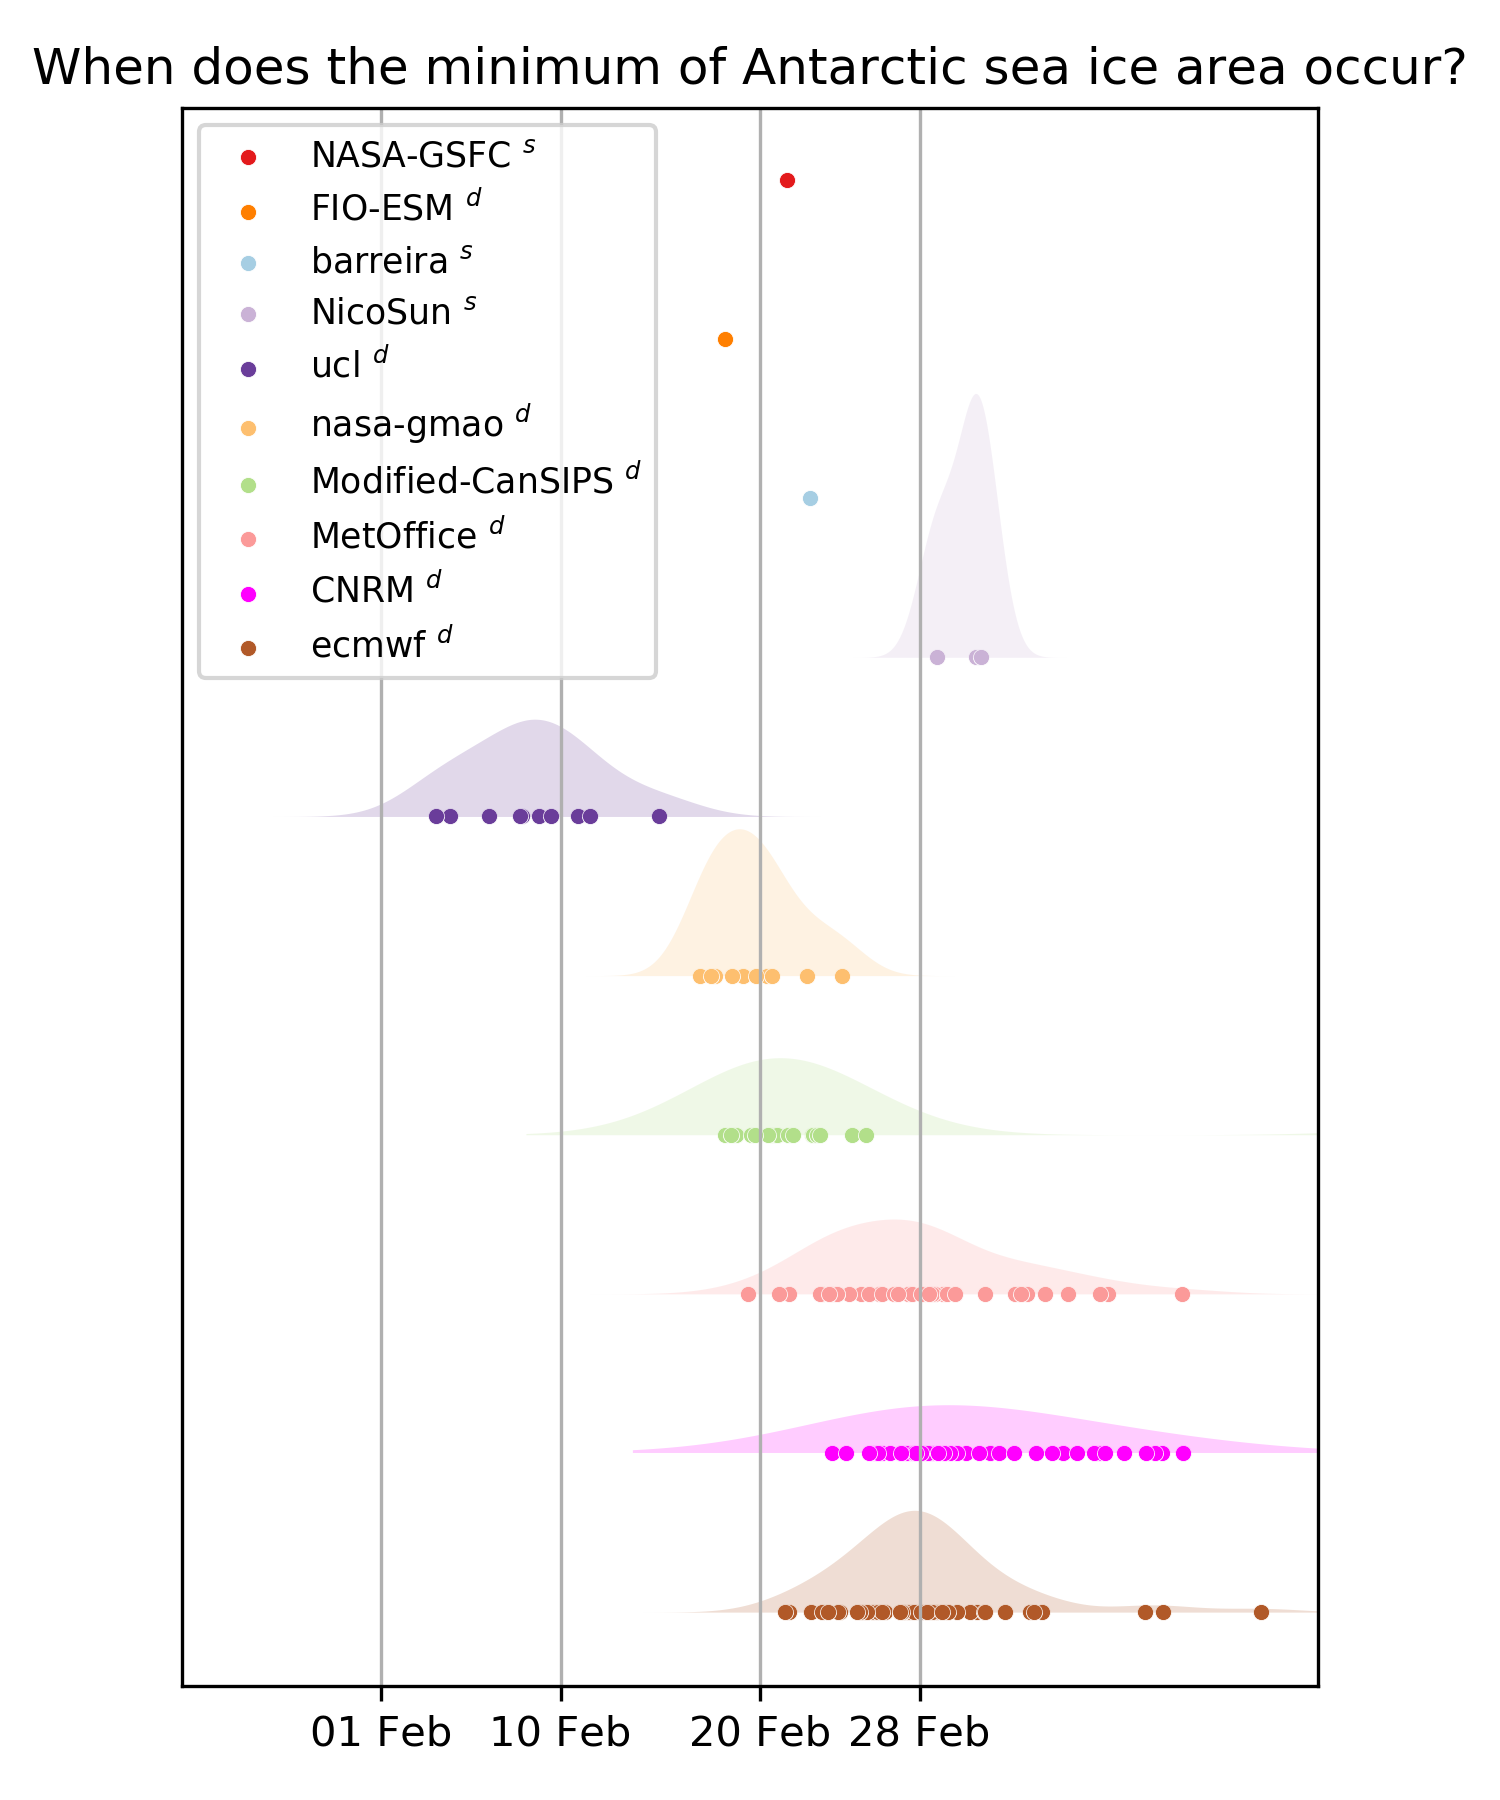 When does the minimum of Antarctic sea ice area occur?
NASA-GSFC ˢ
FIO-ESM ᵈ
barreira ˢ
NicoSun ˢ
ucl ᵈ
nasa-gmao ᵈ
Modified-CanSIPS ᵈ
MetOffice ᵈ
CNRM ᵈ
ecmwf ᵈ
01 Feb 10 Feb 20 Feb 28 Feb